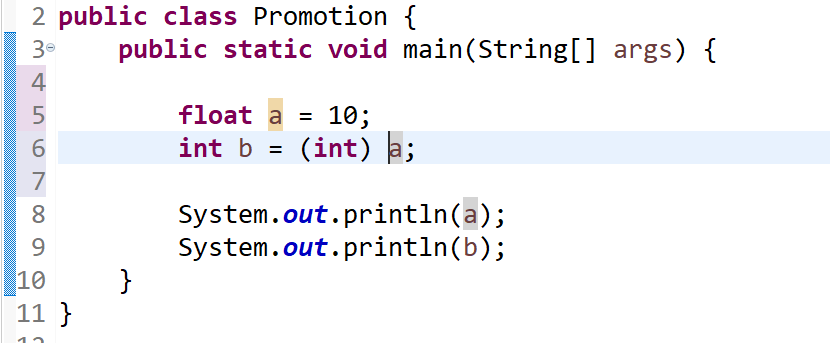 2 public class Promotion {
3 public static void main(String[] args) {
4
5 float a = 10;
6 int b = (int) a;
7
8 System.out.println(a);
9 System.out.println(b);
10 }
11 }